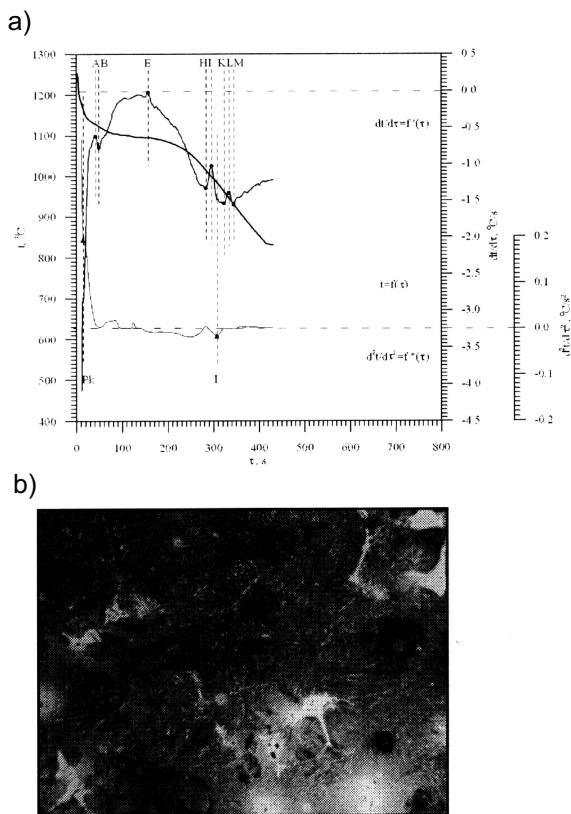 a)
1300
1200
1100
1000
900
800
700
600
500
400
t, °C
0
100
200
300
400
500
600
700
800
τ, s
AB
E
HI
KLM
Pk
I
dt/dτ=f'(τ)
t=f(τ)
d²t/dτ²=f''(τ)
0.5
0.0
-0.5
-1.0
-1.5
-2.0
-2.5
-3.0
-3.5
-4.0
-4.5
dt/dτ, °C/s
0.2
0.1
0.0
-0.1
-0.2
d²t/dτ², °C/s²
b)